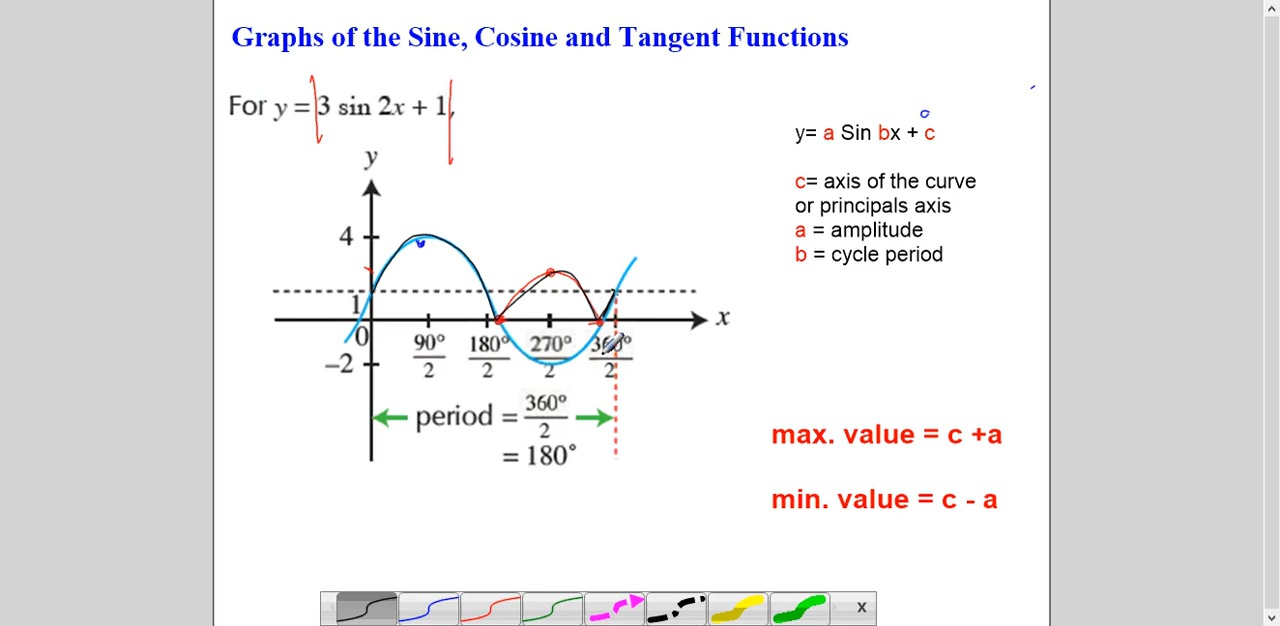 Graphs of the Sine, Cosine and Tangent Functions
For y = |3 sin 2x + 1|,
y= a Sin bx + c
c= axis of the curve
or principals axis
a = amplitude
b = cycle period
y
4
1
0
-2
x
90°/2 180°/2 270°/2 360°/2
period = 360°/2
= 180°
max. value = c +a
min. value = c - a
x